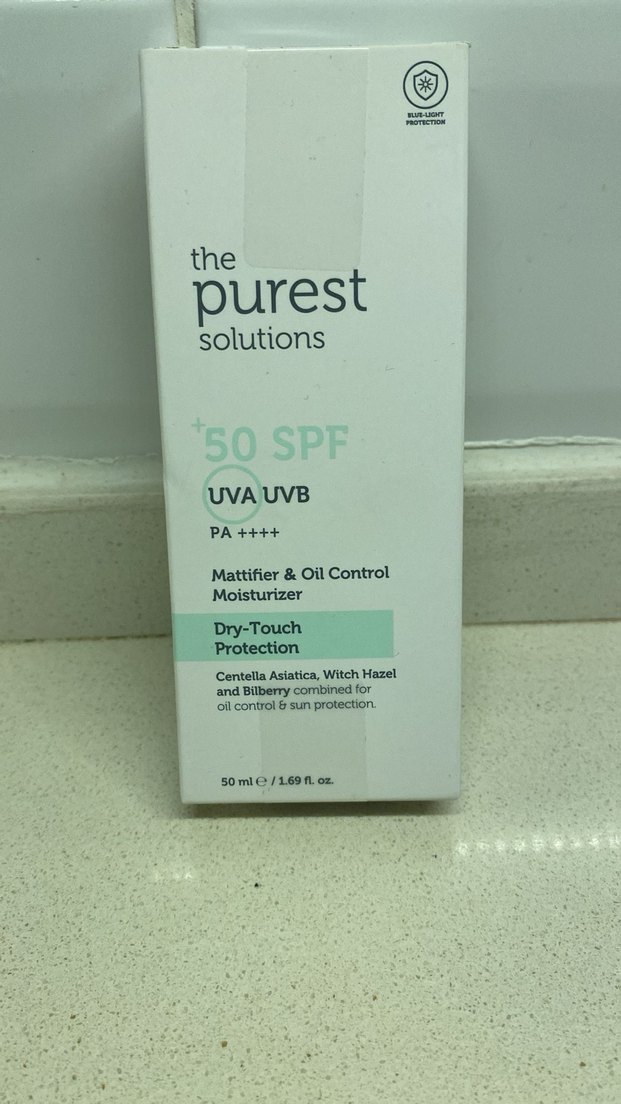 BLUE-LIGHT
PROTECTION
the
purest
solutions
+50 SPF
UVA UVB
PA ++++
Mattifier & Oil Control
Moisturizer
Dry-Touch
Protection
Centella Asiatica, Witch Hazel
and Bilberry combined for
oil control & sun protection.
50 ml ℮ / 1.69 fl. oz.